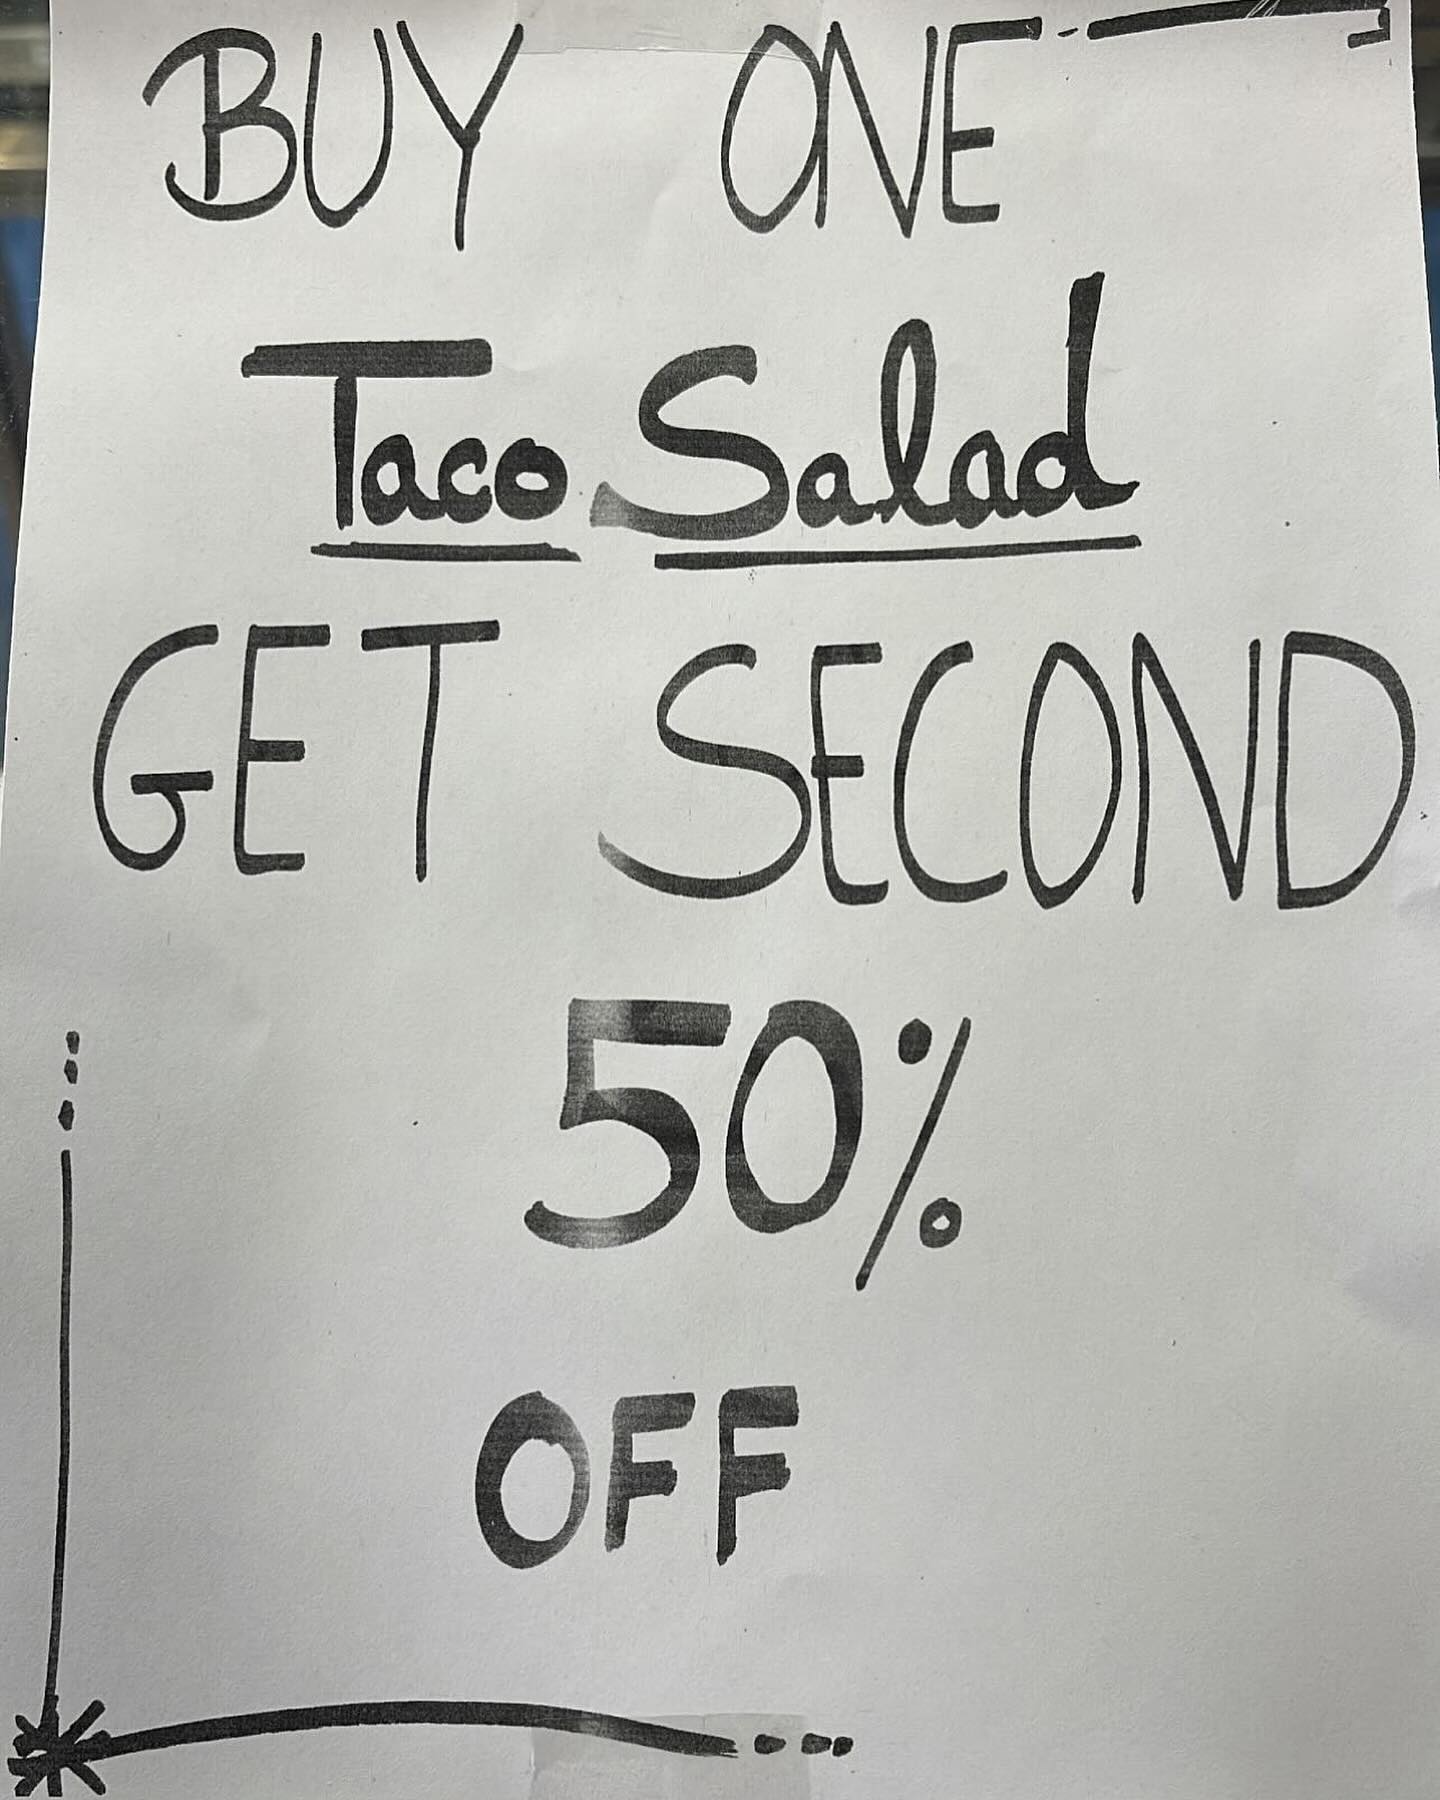 BUY ONE
Taco Salad
GET SECOND
50%
OFF